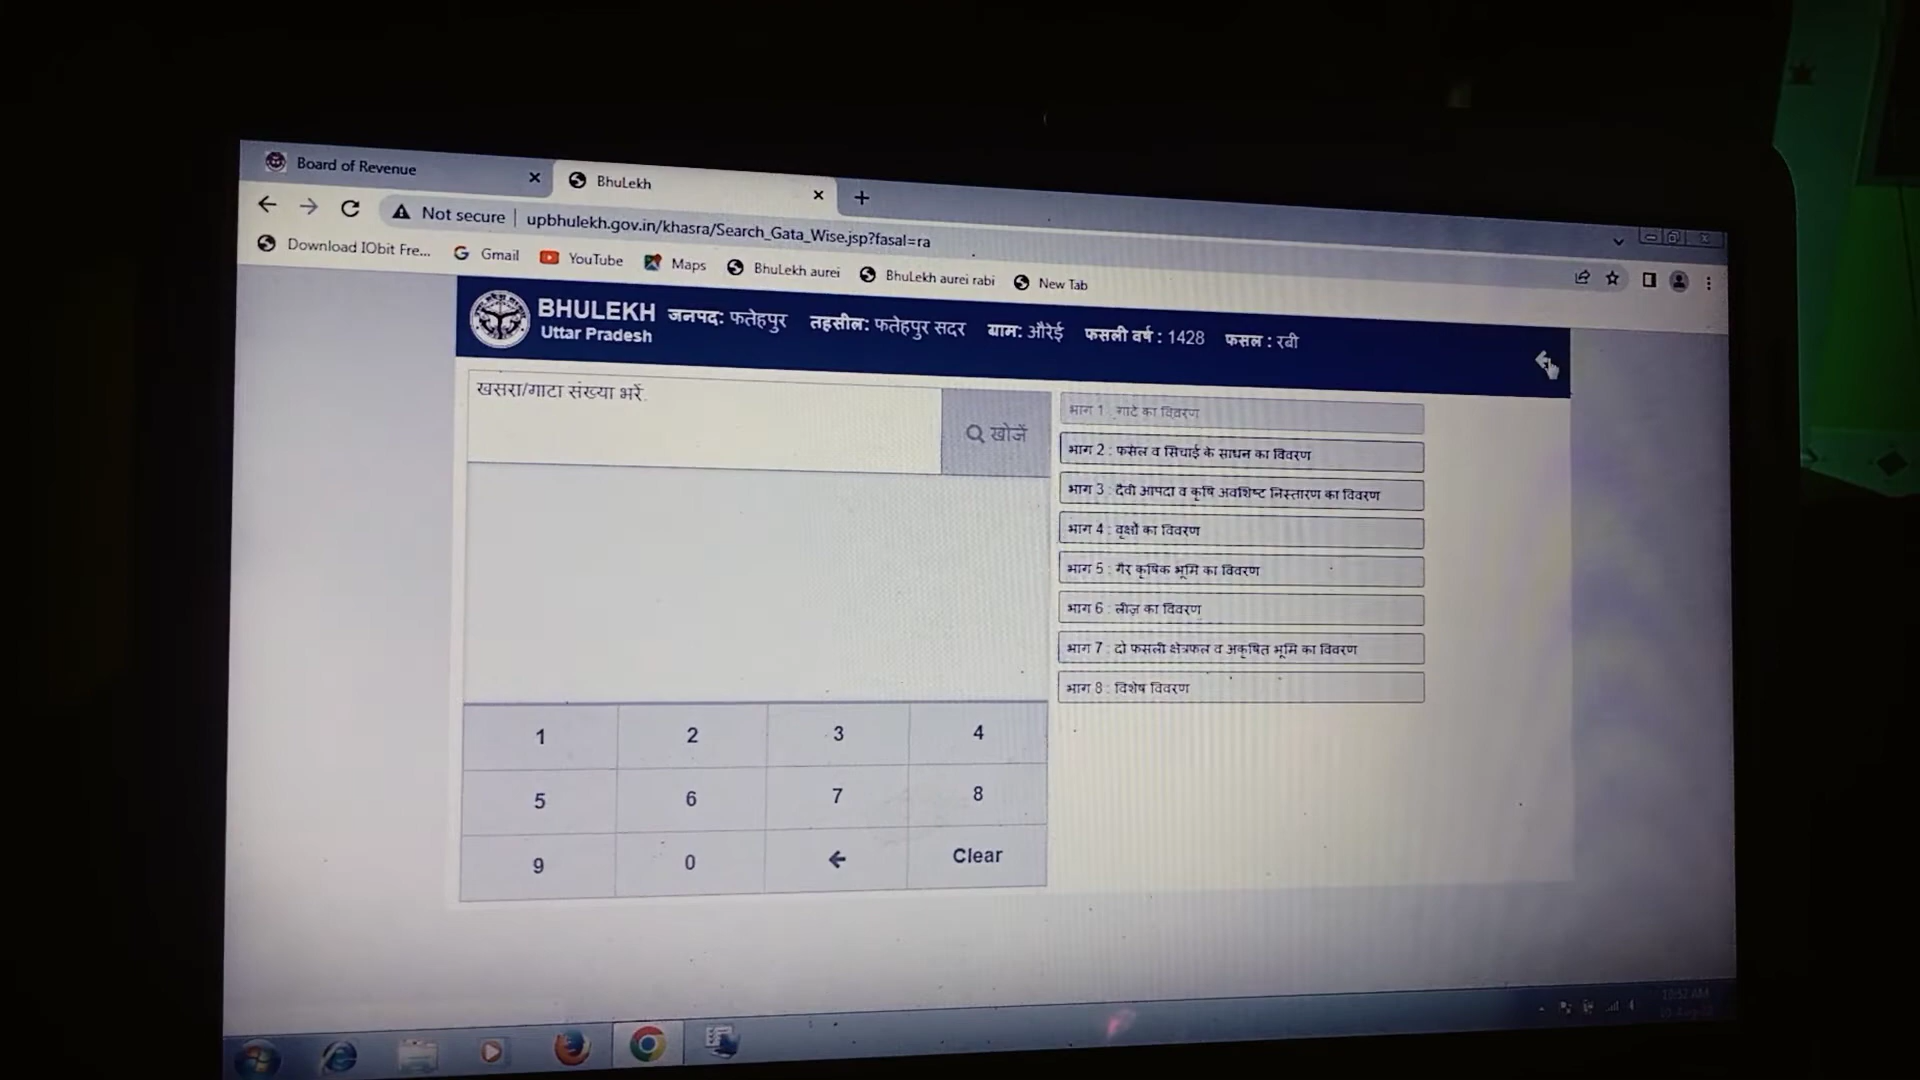 Board of Revenue
BhuLekh
Not secure | upbhulekh.gov.in/khasra/Search_Gata_Wise.jsp?fasal=ra
Download IObit Fre... Gmail YouTube Maps BhuLekh aurei BhuLekh aurei rabi New Tab
BHULEKH जनपद: फतेहपुर तहसील: फतेहपुर सदर ग्राम: औरेई फसली वर्ष : 1428 फसल : रबी
Uttar Pradesh
खसरा/गाटा संख्या भरें.
खोजें
भाग 1 : गाटे का विवरण
भाग 2 : फसल व सिंचाई के साधन का विवरण
भाग 3 : दैवी आपदा व कृषि अवशिष्ट निस्तारण का विवरण
भाग 4 : वृक्षों का विवरण
भाग 5 : गैर कृषिक भूमि का विवरण
भाग 6 : लीज़ का विवरण
भाग 7 : दो फसली क्षेत्रफल व अकृषित भूमि का विवरण
भाग 8 : विशेष विवरण
1 2 3 4
5 6 7 8
9 0 Clear